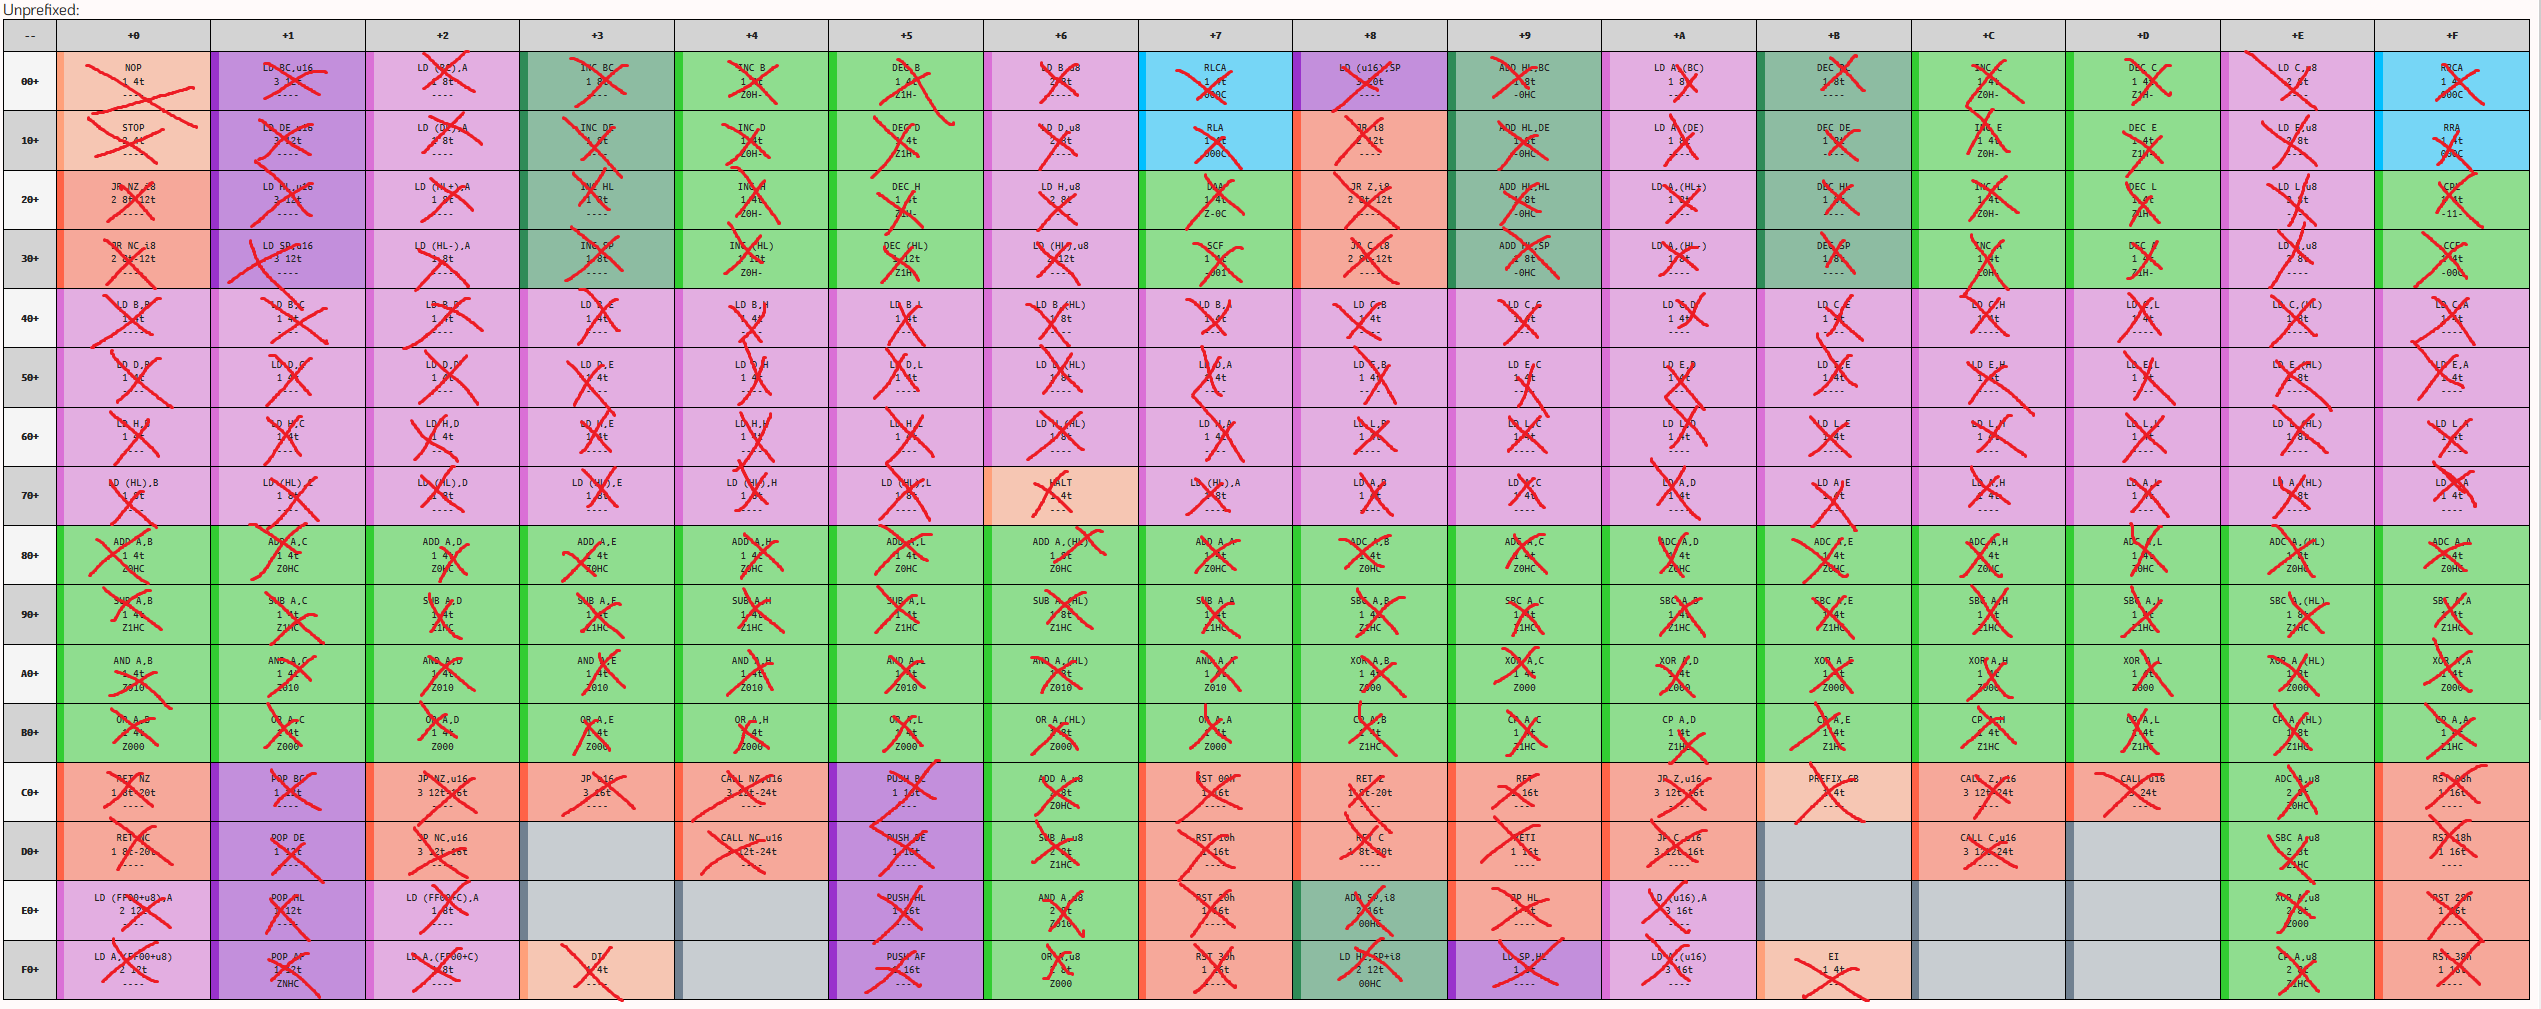 Unprefixed:
-- +0 +1 +2 +3 +4 +5 +6 +7 +8 +9 +A +B +C +D +E +F
NOP LD BC,u16 LD (BC),A INC BC INC B DEC B LD B,u8 RLCA LD (u16),SP ADD HL,BC LD A,(BC) DEC BC INC C DEC C LD C,u8 RRCA
00+ 1 4t 3 12t 1 8t 1 8t 1 4t 1 4t 2 8t 1 4t 3 20t 1 8t 1 8t 1 8t 1 4t 1 4t 2 8t 1 4t
---- ---- ---- ---- Z0H- Z1H- ---- 000C ---- -0HC ---- ---- Z0H- Z1H- ---- 000C
STOP LD DE,u16 LD (DE),A INC DE INC D DEC D LD D,u8 RLA JR i8 ADD HL,DE LD A,(DE) DEC DE INC E DEC E LD E,u8 RRA
10+ 2 4t 3 12t 1 8t 1 8t 1 4t 1 4t 2 8t 1 4t 2 12t 1 8t 1 8t 1 8t 1 4t 1 4t 2 8t 1 4t
---- ---- ---- ---- Z0H- Z1H- ---- 000C ---- -0HC ---- ---- Z0H- Z1H- ---- 000C
JR NZ,i8 LD HL,u16 LD (HL+),A INC HL INC H DEC H LD H,u8 DAA JR Z,i8 ADD HL,HL LD A,(HL+) DEC HL INC L DEC L LD L,u8 CPL
20+ 2 8t-12t 3 12t 1 8t 1 8t 1 4t 1 4t 2 8t 1 4t 2 8t-12t 1 8t 1 8t 1 8t 1 4t 1 4t 2 8t 1 4t
---- ---- ---- ---- Z0H- Z1H- ---- Z-0C ---- -0HC ---- ---- Z0H- Z1H- ---- -11-
JR NC,i8 LD SP,u16 LD (HL-),A INC SP INC (HL) DEC (HL) LD (HL),u8 SCF JR C,i8 ADD HL,SP LD A,(HL-) DEC SP INC A DEC A LD A,u8 CCF
30+ 2 8t-12t 3 12t 1 8t 1 8t 1 12t 1 12t 2 12t 1 4t 2 8t-12t 1 8t 1 8t 1 8t 1 4t 1 4t 2 8t 1 4t
---- ---- ---- ---- Z0H- Z1H- ---- -001 ---- -0HC ---- ---- Z0H- Z1H- ---- -00C
LD B,B LD B,C LD B,D LD B,E LD B,H LD B,L LD B,(HL) LD B,A LD C,B LD C,C LD C,D LD C,E LD C,H LD C,L LD C,(HL) LD C,A
40+ 1 4t 1 4t 1 4t 1 4t 1 4t 1 4t 1 8t 1 4t 1 4t 1 4t 1 4t 1 4t 1 4t 1 4t 1 8t 1 4t
---- ---- ---- ---- ---- ---- ---- ---- ---- ---- ---- ---- ---- ---- ---- ----
LD D,B LD D,C LD D,D LD D,E LD D,H LD D,L LD D,(HL) LD D,A LD E,B LD E,C LD E,D LD E,E LD E,H LD E,L LD E,(HL) LD E,A
50+ 1 4t 1 4t 1 4t 1 4t 1 4t 1 4t 1 8t 1 4t 1 4t 1 4t 1 4t 1 4t 1 4t 1 4t 1 8t 1 4t
---- ---- ---- ---- ---- ---- ---- ---- ---- ---- ---- ---- ---- ---- ---- ----
LD H,B LD H,C LD H,D LD H,E LD H,H LD H,L LD H,(HL) LD H,A LD L,B LD L,C LD L,D LD L,E LD L,H LD L,L LD L,(HL) LD L,A
60+ 1 4t 1 4t 1 4t 1 4t 1 4t 1 4t 1 8t 1 4t 1 4t 1 4t 1 4t 1 4t 1 4t 1 4t 1 8t 1 4t
---- ---- ---- ---- ---- ---- ---- ---- ---- ---- ---- ---- ---- ---- ---- ----
LD (HL),B LD (HL),C LD (HL),D LD (HL),E LD (HL),H LD (HL),L HALT LD (HL),A LD A,B LD A,C LD A,D LD A,E LD A,H LD A,L LD A,(HL) LD A,A
70+ 1 8t 1 8t 1 8t 1 8t 1 8t 1 8t 1 4t 1 8t 1 4t 1 4t 1 4t 1 4t 1 4t 1 4t 1 8t 1 4t
---- ---- ---- ---- ---- ---- ---- ---- ---- ---- ---- ---- ---- ---- ---- ----
ADD A,B ADD A,C ADD A,D ADD A,E ADD A,H ADD A,L ADD A,(HL) ADD A,A ADC A,B ADC A,C ADC A,D ADC A,E ADC A,H ADC A,L ADC A,(HL) ADC A,A
80+ 1 4t 1 4t 1 4t 1 4t 1 4t 1 4t 1 8t 1 4t 1 4t 1 4t 1 4t 1 4t 1 4t 1 4t 1 8t 1 4t
Z0HC Z0HC Z0HC Z0HC Z0HC Z0HC Z0HC Z0HC Z0HC Z0HC Z0HC Z0HC Z0HC Z0HC Z0HC Z0HC
SUB A,B SUB A,C SUB A,D SUB A,E SUB A,H SUB A,L SUB A,(HL) SUB A,A SBC A,B SBC A,C SBC A,D SBC A,E SBC A,H SBC A,L SBC A,(HL) SBC A,A
90+ 1 4t 1 4t 1 4t 1 4t 1 4t 1 4t 1 8t 1 4t 1 4t 1 4t 1 4t 1 4t 1 4t 1 4t 1 8t 1 4t
Z1HC Z1HC Z1HC Z1HC Z1HC Z1HC Z1HC Z1HC Z1HC Z1HC Z1HC Z1HC Z1HC Z1HC Z1HC Z1HC
AND A,B AND A,C AND A,D AND A,E AND A,H AND A,L AND A,(HL) AND A,A XOR A,B XOR A,C XOR A,D XOR A,E XOR A,H XOR A,L XOR A,(HL) XOR A,A
A0+ 1 4t 1 4t 1 4t 1 4t 1 4t 1 4t 1 8t 1 4t 1 4t 1 4t 1 4t 1 4t 1 4t 1 4t 1 8t 1 4t
Z010 Z010 Z010 Z010 Z010 Z010 Z010 Z010 Z000 Z000 Z000 Z000 Z000 Z000 Z000 Z000
OR A,B OR A,C OR A,D OR A,E OR A,H OR A,L OR A,(HL) OR A,A CP A,B CP A,C CP A,D CP A,E CP A,H CP A,L CP A,(HL) CP A,A
B0+ 1 4t 1 4t 1 4t 1 4t 1 4t 1 4t 1 8t 1 4t 1 4t 1 4t 1 4t 1 4t 1 4t 1 4t 1 8t 1 4t
Z000 Z000 Z000 Z000 Z000 Z000 Z000 Z000 Z1HC Z1HC Z1HC Z1HC Z1HC Z1HC Z1HC Z1HC
RET NZ POP BC JP NZ,u16 JP u16 CALL NZ,u16 PUSH BC ADD A,u8 RST 00h RET Z RET JP Z,u16 PREFIX CB CALL Z,u16 CALL u16 ADC A,u8 RST 08h
C0+ 1 8t-20t 1 12t 3 12t-16t 3 16t 3 12t-24t 1 16t 2 8t 1 16t 1 8t-20t 1 16t 3 12t-16t 1 4t 3 12t-24t 3 24t 2 8t 1 16t
---- ---- ---- ---- ---- ---- Z0HC ---- ---- ---- ---- ---- ---- ---- Z0HC ----
RET NC POP DE JP NC,u16 CALL NC,u16 PUSH DE SUB A,u8 RST 10h RET C RETI JP C,u16 CALL C,u16 SBC A,u8 RST 18h
D0+ 1 8t-20t 1 12t 3 12t-16t 3 12t-24t 1 16t 2 8t 1 16t 1 8t-20t 1 16t 3 12t-16t 3 12t-24t 2 8t 1 16t
---- ---- ---- ---- ---- Z1HC ---- ---- ---- ---- ---- Z1HC ----
LD (FF00+u8),A POP HL LD (FF00+C),A PUSH HL AND A,u8 RST 20h ADD SP,i8 JP HL LD (u16),A XOR A,u8 RST 28h
E0+ 2 12t 1 12t 1 8t 1 16t 2 8t 1 16t 2 16t 1 4t 3 16t 2 8t 1 16t
---- ---- ---- ---- Z010 ---- 00HC ---- ---- Z000 ----
LD A,(FF00+u8) POP AF LD A,(FF00+C) DI PUSH AF OR A,u8 RST 30h LD HL,SP+i8 LD SP,HL LD A,(u16) EI CP A,u8 RST 38h
F0+ 2 12t 1 12t 1 8t 1 4t 1 16t 2 8t 1 16t 2 12t 1 8t 3 16t 1 4t 2 8t 1 16t
---- ZNHC ---- ---- ---- Z000 ---- 00HC ---- ---- ---- Z1HC ----